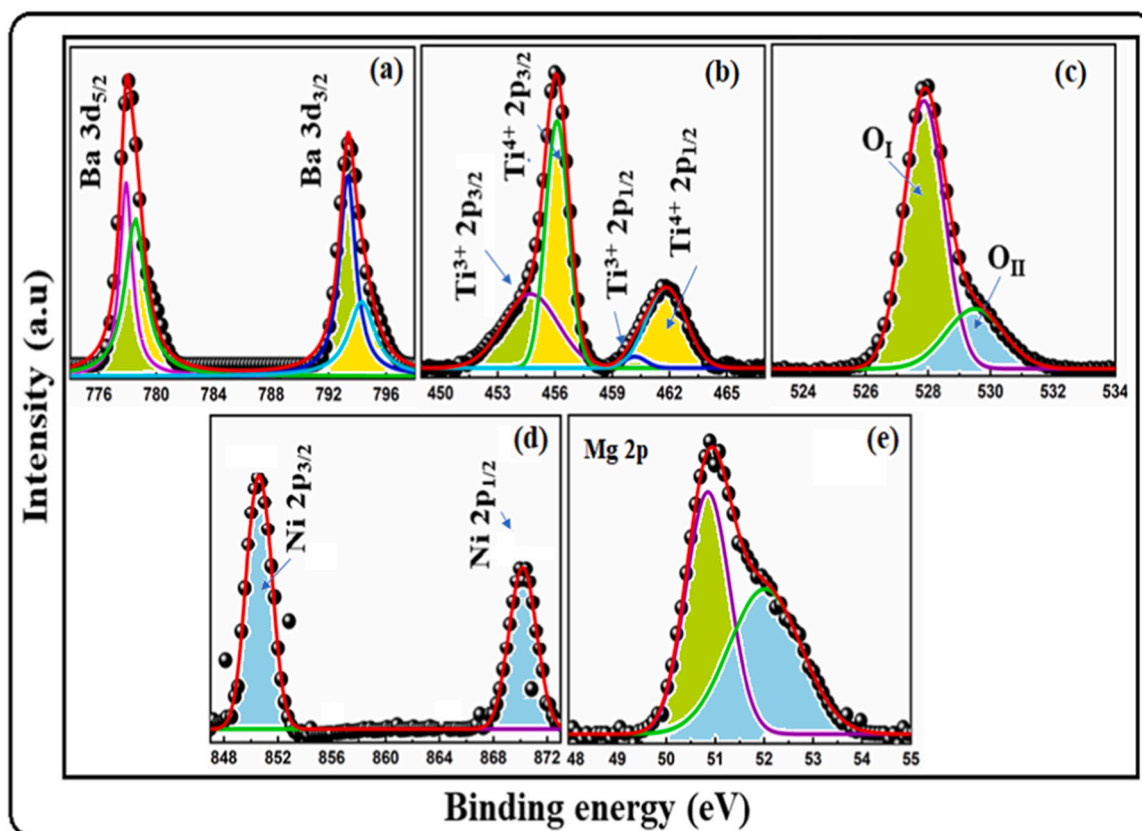 Intensity (a.u)
(a)
Ba 3d5/2
Ba 3d3/2
776 780 784 788 792 796
(b)
Ti3+ 2p3/2
Ti4+ 2p3/2
Ti3+ 2p1/2
Ti4+ 2p1/2
450 453 456 459 462 465
(c)
OI
OII
524 526 528 530 534
(d)
Ni 2p3/2
Ni 2p1/2
848 852 856 860 864 868 872
(e)
Mg 2p
48 49 50 51 52 53 54 55
Binding energy (eV)